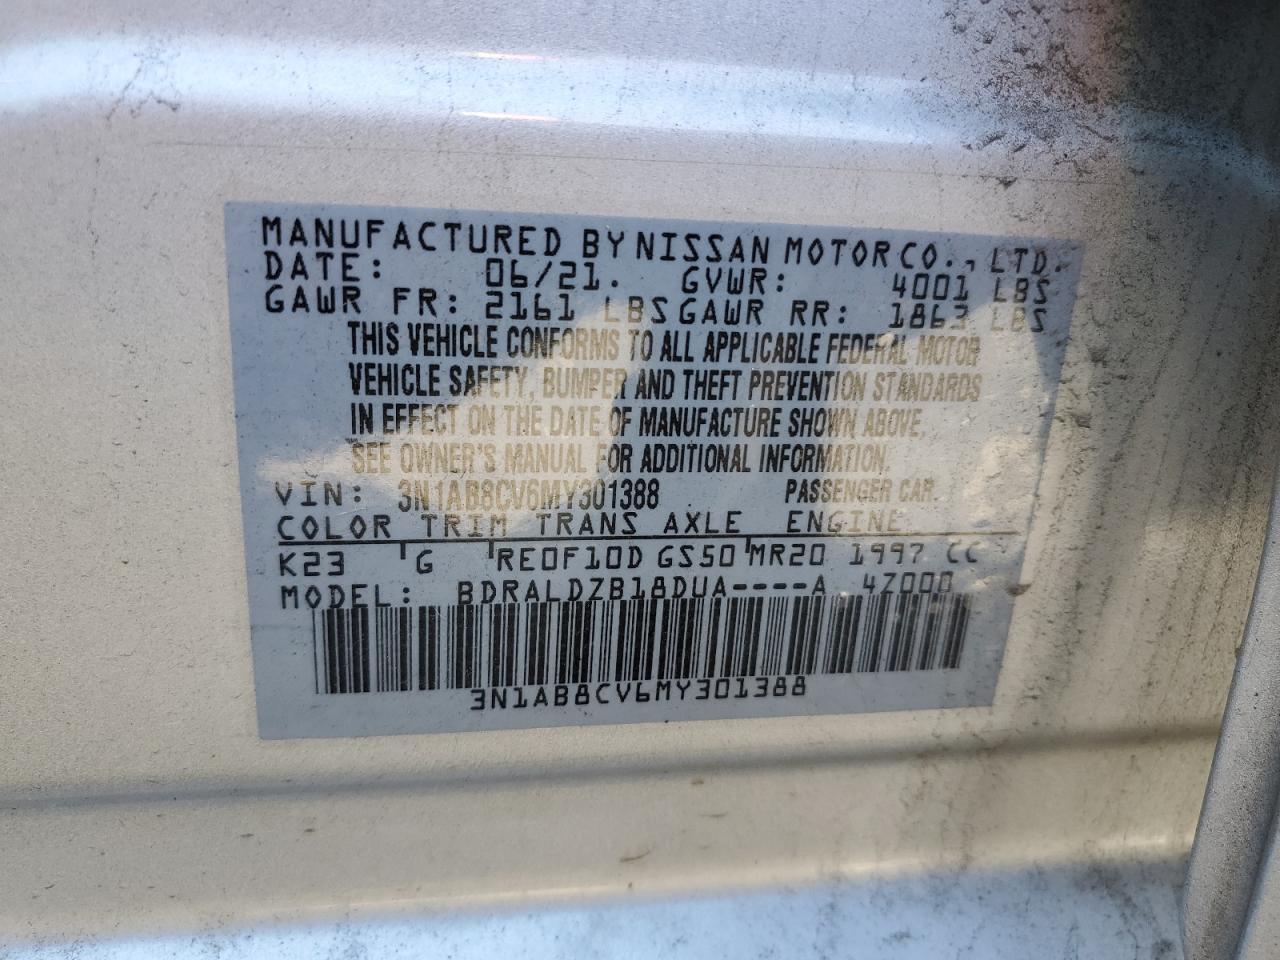 MANUFACTURED BY NISSAN MOTOR CO., LTD.
DATE: 06/21. GVWR: 4001 LBS
GAWR FR: 2161 LBS GAWR RR: 1863 LBS
THIS VEHICLE CONFORMS TO ALL APPLICABLE FEDERAL MOTOR
VEHICLE SAFETY, BUMPER AND THEFT PREVENTION STANDARDS
IN EFFECT ON THE DATE OF MANUFACTURE SHOWN ABOVE.
SEE OWNER'S MANUAL FOR ADDITIONAL INFORMATION.
VIN: 3N1AB8CV6MY301388 PASSENGER CAR.
COLOR TRIM TRANS AXLE ENGINE
K23 G RE0F10D GS50 MR20 1997 CC
MODEL: BDRALDZB18DUA----A 4Z000
3N1AB8CV6MY301388